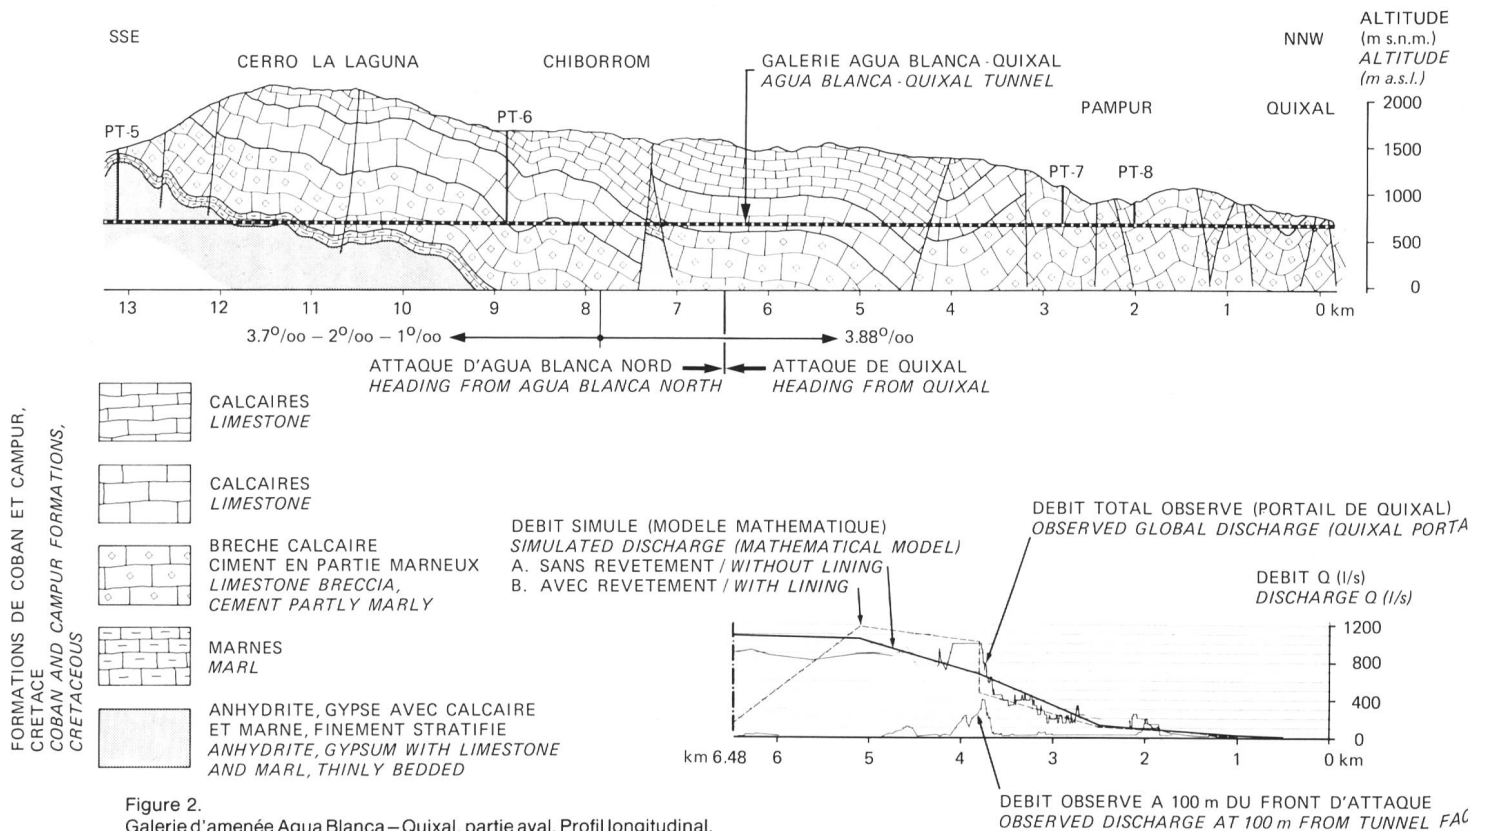 SSE
CERRO LA LAGUNA
CHIBORROM
GALERIE AGUA BLANCA - QUIXAL
AGUA BLANCA - QUIXAL TUNNEL
NNW
ALTITUDE
(m s.n.m.)
ALTITUDE
(m a.s.l.)
PAMPUR
QUIXAL
PT-5
PT-6
PT-7
PT-8
2000
1500
1000
500
0
13 12 11 10 9 8 7 6 5 4 3 2 1 0 km
3.7⁰/oo – 2⁰/oo – 1⁰/oo
3.88⁰/oo
ATTAQUE D'AGUA BLANCA NORD
HEADING FROM AGUA BLANCA NORTH
ATTAQUE DE QUIXAL
HEADING FROM QUIXAL
FORMATIONS DE COBAN ET CAMPUR,
CRETACE
COBAN AND CAMPUR FORMATIONS,
CRETACEOUS
CALCAIRES
LIMESTONE
CALCAIRES
LIMESTONE
BRECHE CALCAIRE
CIMENT EN PARTIE MARNEUX
LIMESTONE BRECCIA,
CEMENT PARTLY MARLY
MARNES
MARL
ANHYDRITE, GYPSE AVEC CALCAIRE
ET MARNE, FINEMENT STRATIFIE
ANHYDRITE, GYPSUM WITH LIMESTONE
AND MARL, THINLY BEDDED
DEBIT SIMULE (MODELE MATHEMATIQUE)
SIMULATED DISCHARGE (MATHEMATICAL MODEL)
A. SANS REVETEMENT / WITHOUT LINING
B. AVEC REVETEMENT / WITH LINING
DEBIT TOTAL OBSERVE (PORTAIL DE QUIXAL)
OBSERVED GLOBAL DISCHARGE (QUIXAL PORTA
DEBIT Q (l/s)
DISCHARGE Q (l/s)
1200
800
400
0
km 6.48 6 5 4 3 2 1 0 km
DEBIT OBSERVE A 100 m DU FRONT D'ATTAQUE
OBSERVED DISCHARGE AT 100 m FROM TUNNEL FAC
Figure 2.
Galerie d'amenée Agua Blanca – Quixal, partie aval. Profil longitudinal.